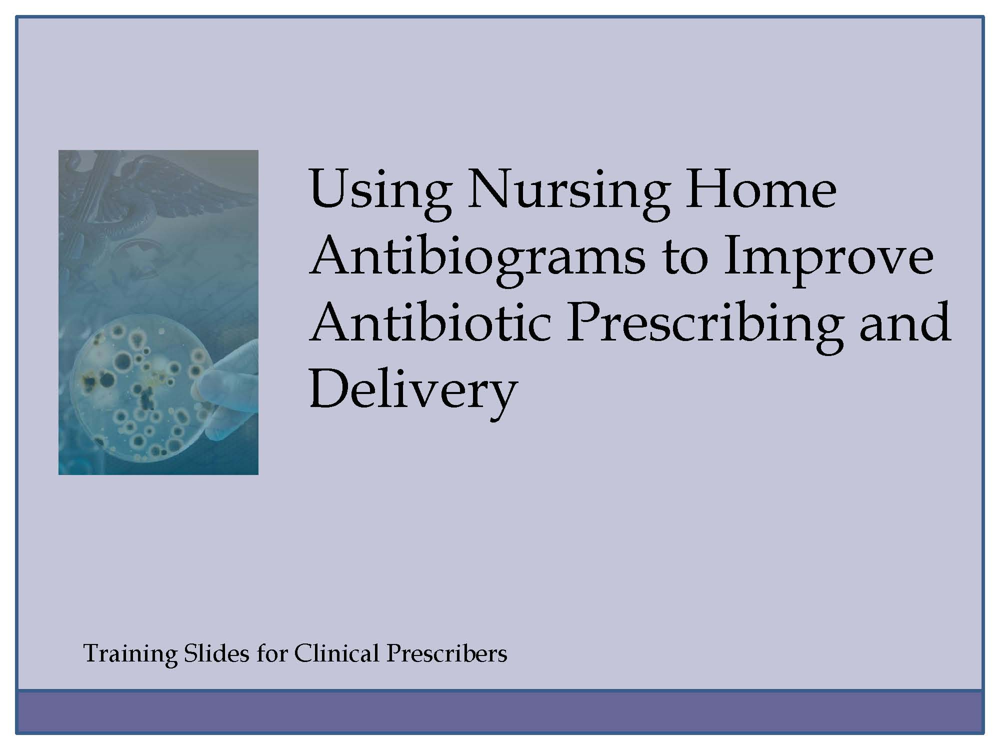 Using Nursing Home
Antibiograms to Improve
Antibiotic Prescribing and
Delivery
Training Slides for Clinical Prescribers